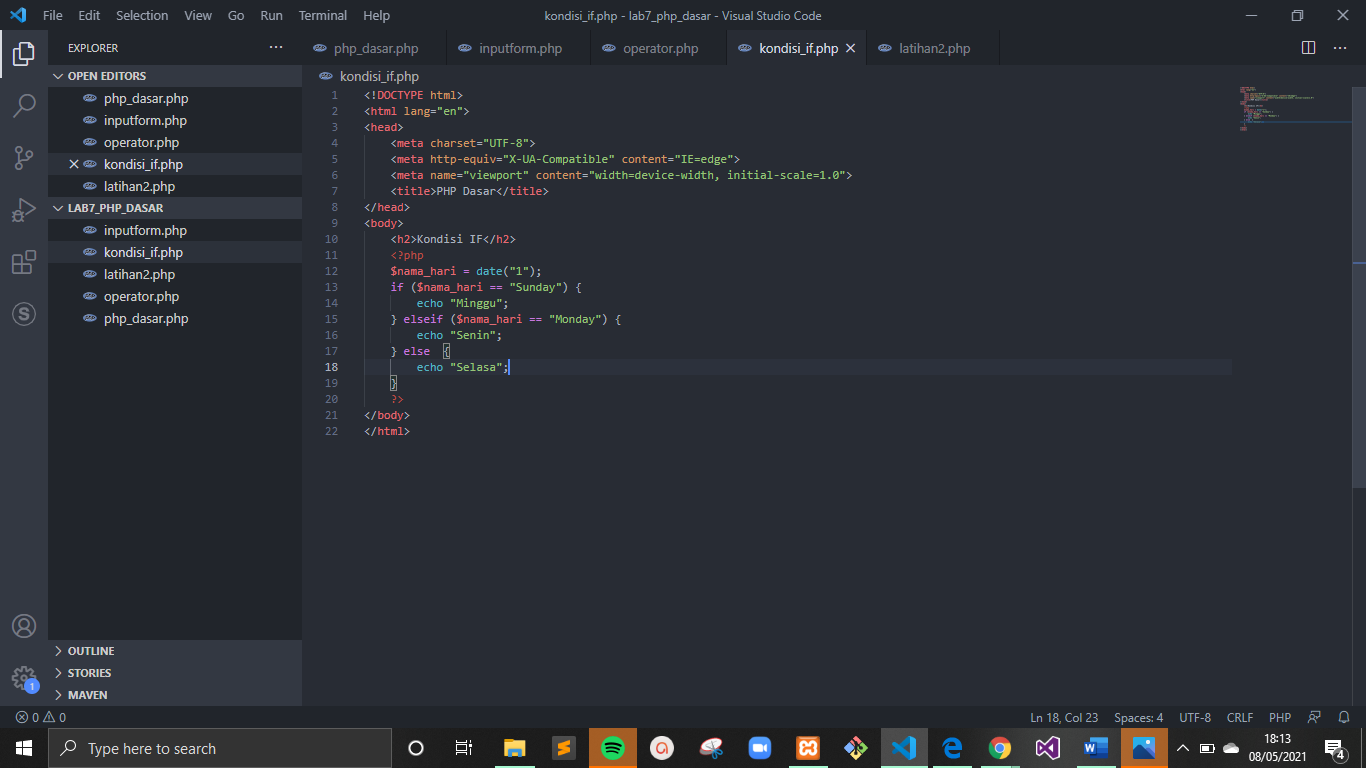 File Edit Selection View Go Run Terminal Help kondisi_if.php - lab7_php_dasar - Visual Studio Code
EXPLORER
php_dasar.php inputform.php operator.php kondisi_if.php latihan2.php
OPEN EDITORS
php_dasar.php
inputform.php
operator.php
kondisi_if.php
latihan2.php
LAB7_PHP_DASAR
inputform.php
kondisi_if.php
latihan2.php
operator.php
php_dasar.php
OUTLINE
STORIES
MAVEN
kondisi_if.php
1 <!DOCTYPE html>
2 <html lang="en">
3 <head>
4 <meta charset="UTF-8">
5 <meta http-equiv="X-UA-Compatible" content="IE=edge">
6 <meta name="viewport" content="width=device-width, initial-scale=1.0">
7 <title>PHP Dasar</title>
8 </head>
9 <body>
10 <h2>Kondisi IF</h2>
11 <?php
12 $nama_hari = date("1");
13 if ($nama_hari == "Sunday") {
14 echo "Minggu";
15 } elseif ($nama_hari == "Monday") {
16 echo "Senin";
17 } else  {
18 echo "Selasa";
19 }
20 ?>
21 </body>
22 </html>
1
0 0 Ln 18, Col 23 Spaces: 4 UTF-8 CRLF PHP
Type here to search
18:13
08/05/2021
4